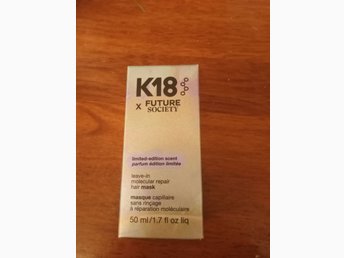 K18
x FUTURE
SOCIETY
limited-edition scent
parfum édition limitée
leave-in
molecular repair
hair mask
masque capillaire
sans rinçage
à réparation moléculaire
50 ml/1.7 fl oz liq